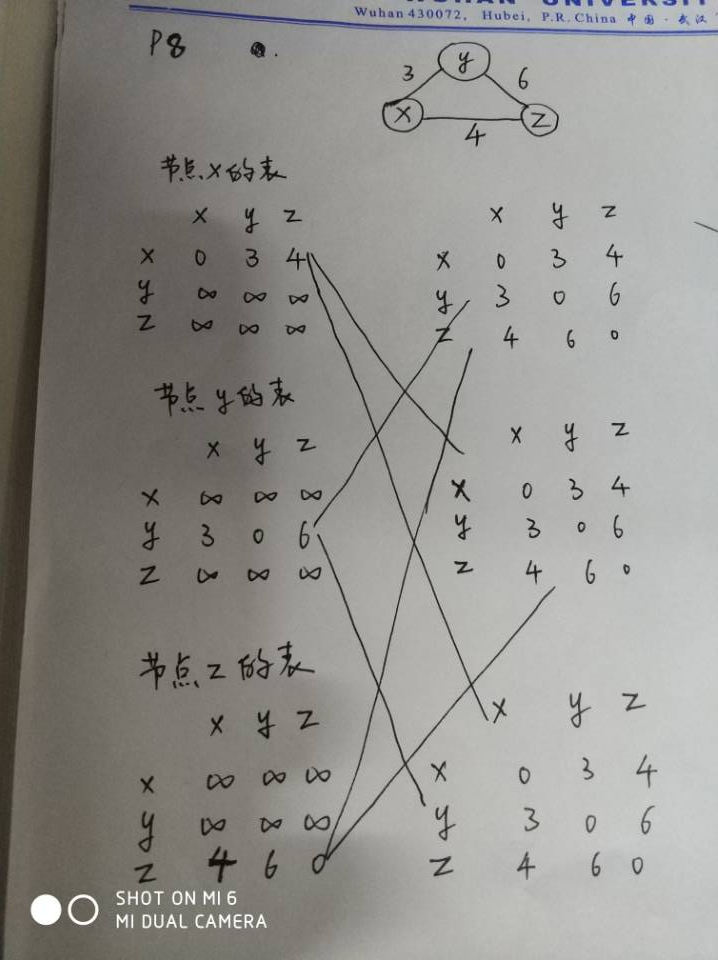 WUHAN UNIVERSITY
Wuhan 430072, Hubei, P.R. China 中国·武汉
P8
y
3 6
x z
4
节点x的表
x y z
x 0 3 4
y ∞ ∞ ∞
z ∞ ∞ ∞
x y z
x 0 3 4
y 3 0 6
z 4 6 0
节点y的表
x y z
x ∞ ∞ ∞
y 3 0 6
z ∞ ∞ ∞
x y z
x 0 3 4
y 3 0 6
z 4 6 0
节点z的表
x y z
x ∞ ∞ ∞
y ∞ ∞ ∞
z 4 6 0
x y z
x 0 3 4
y 3 0 6
z 4 6 0
SHOT ON MI 6
MI DUAL CAMERA